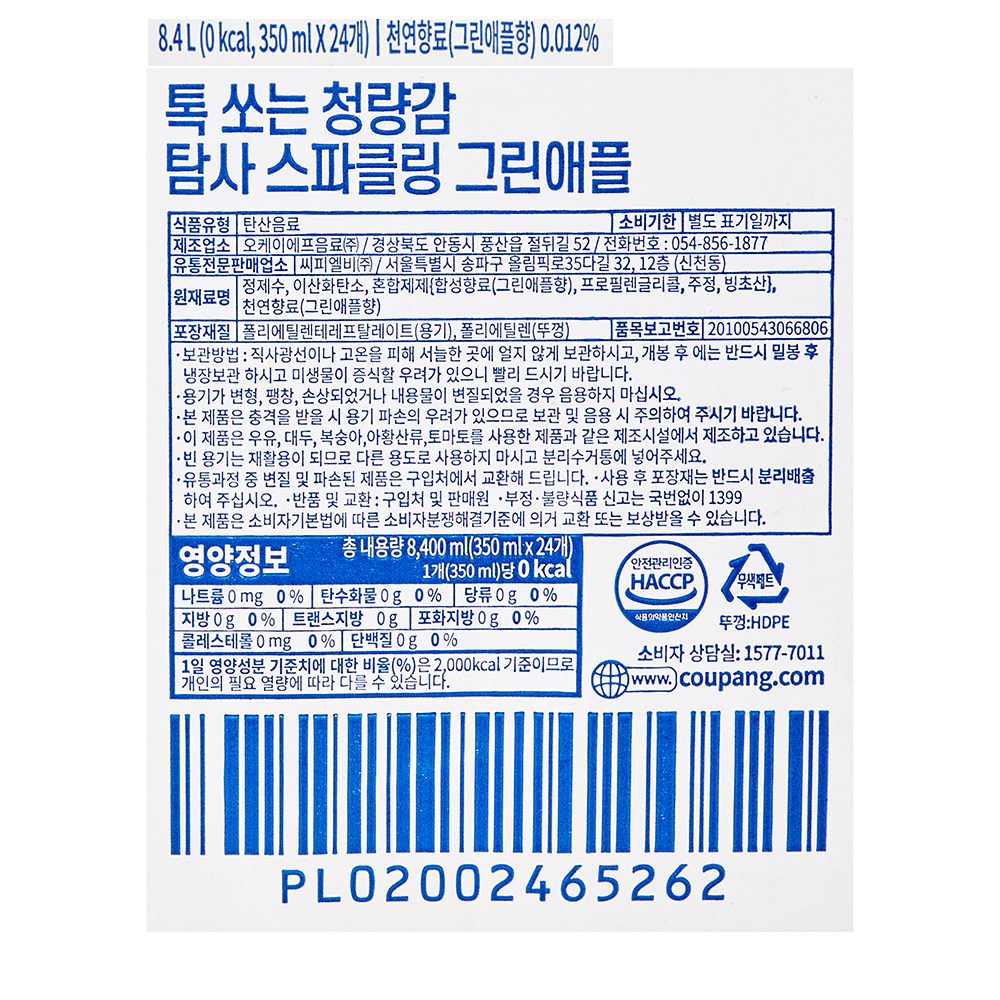 8.4 L (0 kcal, 350 ml X 24개) | 천연향료(그린애플향) 0.012%
톡 쏘는 청량감
탐사 스파클링 그린애플
식품유형 탄산음료 소비기한 별도 표기일까지
제조업소 오케이에프음료㈜ / 경상북도 안동시 풍산읍 절뒤길 52 / 전화번호 : 054-856-1877
유통전문판매업소 씨피엘비㈜ / 서울특별시 송파구 올림픽로35다길 32, 12층 (신천동)
원재료명 정제수, 이산화탄소, 혼합제제{합성향료(그린애플향), 프로필렌글리콜, 주정, 빙초산},
천연향료(그린애플향)
포장재질 폴리에틸렌테레프탈레이트(용기), 폴리에틸렌(뚜껑) 품목보고번호 20100543066806
·보관방법 : 직사광선이나 고온을 피해 서늘한 곳에 얼지 않게 보관하시고, 개봉 후 에는 반드시 밀봉 후
냉장보관 하시고 미생물이 증식할 우려가 있으니 빨리 드시기 바랍니다.
·용기가 변형, 팽창, 손상되었거나 내용물이 변질되었을 경우 음용하지 마십시오.
·본 제품은 충격을 받을 시 용기 파손의 우려가 있으므로 보관 및 음용 시 주의하여 주시기 바랍니다.
·이 제품은 우유, 대두, 복숭아,아황산류,토마토를 사용한 제품과 같은 제조시설에서 제조하고 있습니다.
·빈 용기는 재활용이 되므로 다른 용도로 사용하지 마시고 분리수거통에 넣어주세요.
·유통과정 중 변질 및 파손된 제품은 구입처에서 교환해 드립니다. ·사용 후 포장재는 반드시 분리배출
하여 주십시오. ·반품 및 교환 : 구입처 및 판매원 ·부정·불량식품 신고는 국번없이 1399
·본 제품은 소비자기본법에 따른 소비자분쟁해결기준에 의거 교환 또는 보상받을 수 있습니다.
영양정보 총 내용량 8,400 ml(350 ml x 24개)
1개(350 ml)당 0 kcal
나트륨 0 mg 0 % 탄수화물 0 g 0 % 당류 0 g 0 %
지방 0 g 0 % 트랜스지방 0 g 포화지방 0 g 0 %
콜레스테롤 0 mg 0 % 단백질 0 g 0 %
1일 영양성분 기준치에 대한 비율(%)은 2,000kcal 기준이므로
개인의 필요 열량에 따라 다를 수 있습니다.
안전관리인증
HACCP
식품의약품안전처
무색페트
뚜껑:HDPE
소비자 상담실: 1577-7011
www.coupang.com
PL02002465262